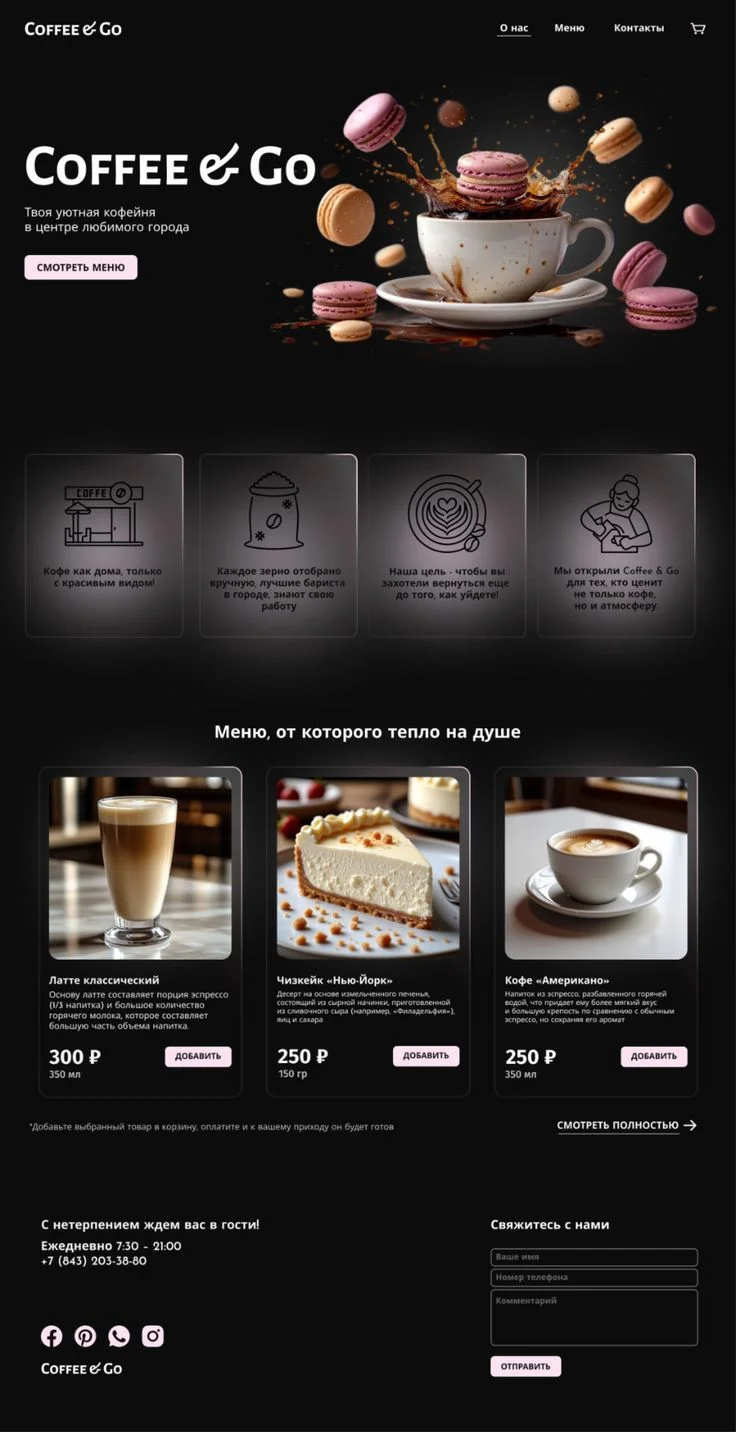 Coffee & Go
О нас
Меню
Контакты
Coffee & Go
Твоя уютная кофейня
в центре любимого города
СМОТРЕТЬ МЕНЮ
COFFE
Кофе как дома, только
с красивым видом!
Каждое зерно отобрано
вручную, лучшие бариста
в городе, знают свою
работу
Наша цель - чтобы вы
захотели вернуться еще
до того, как уйдете!
Мы открыли Coffee & Go
для тех, кто ценит
не только кофе,
но и атмосферу.
Меню, от которого тепло на душе
Латте классический
Основу латте составляет порция эспрессо
(1/3 напитка) и большое количество
горячего молока, которое составляет
большую часть объема напитка.
300 ₽
350 мл
ДОБАВИТЬ
Чизкейк «Нью-Йорк»
Десерт на основе измельченного печенья,
состоящий из сырной начинки, приготовленной
из сливочного сыра (например, «Филадельфия»),
яиц и сахара
250 ₽
150 гр
ДОБАВИТЬ
Кофе «Американо»
Напиток из эспрессо, разбавленного горячей
водой, что придает ему более мягкий вкус
и большую крепость по сравнению с обычным
эспрессо, но сохраняя его аромат
250 ₽
350 мл
ДОБАВИТЬ
*Добавьте выбранный товар в корзину, оплатите и к вашему приходу он будет готов
СМОТРЕТЬ ПОЛНОСТЬЮ
С нетерпением ждем вас в гости!
Ежедневно 7:30 – 21:00
+7 (843) 203-38-80
Coffee & Go
Свяжитесь с нами
Ваше имя
Номер телефона
Комментарий
ОТПРАВИТЬ